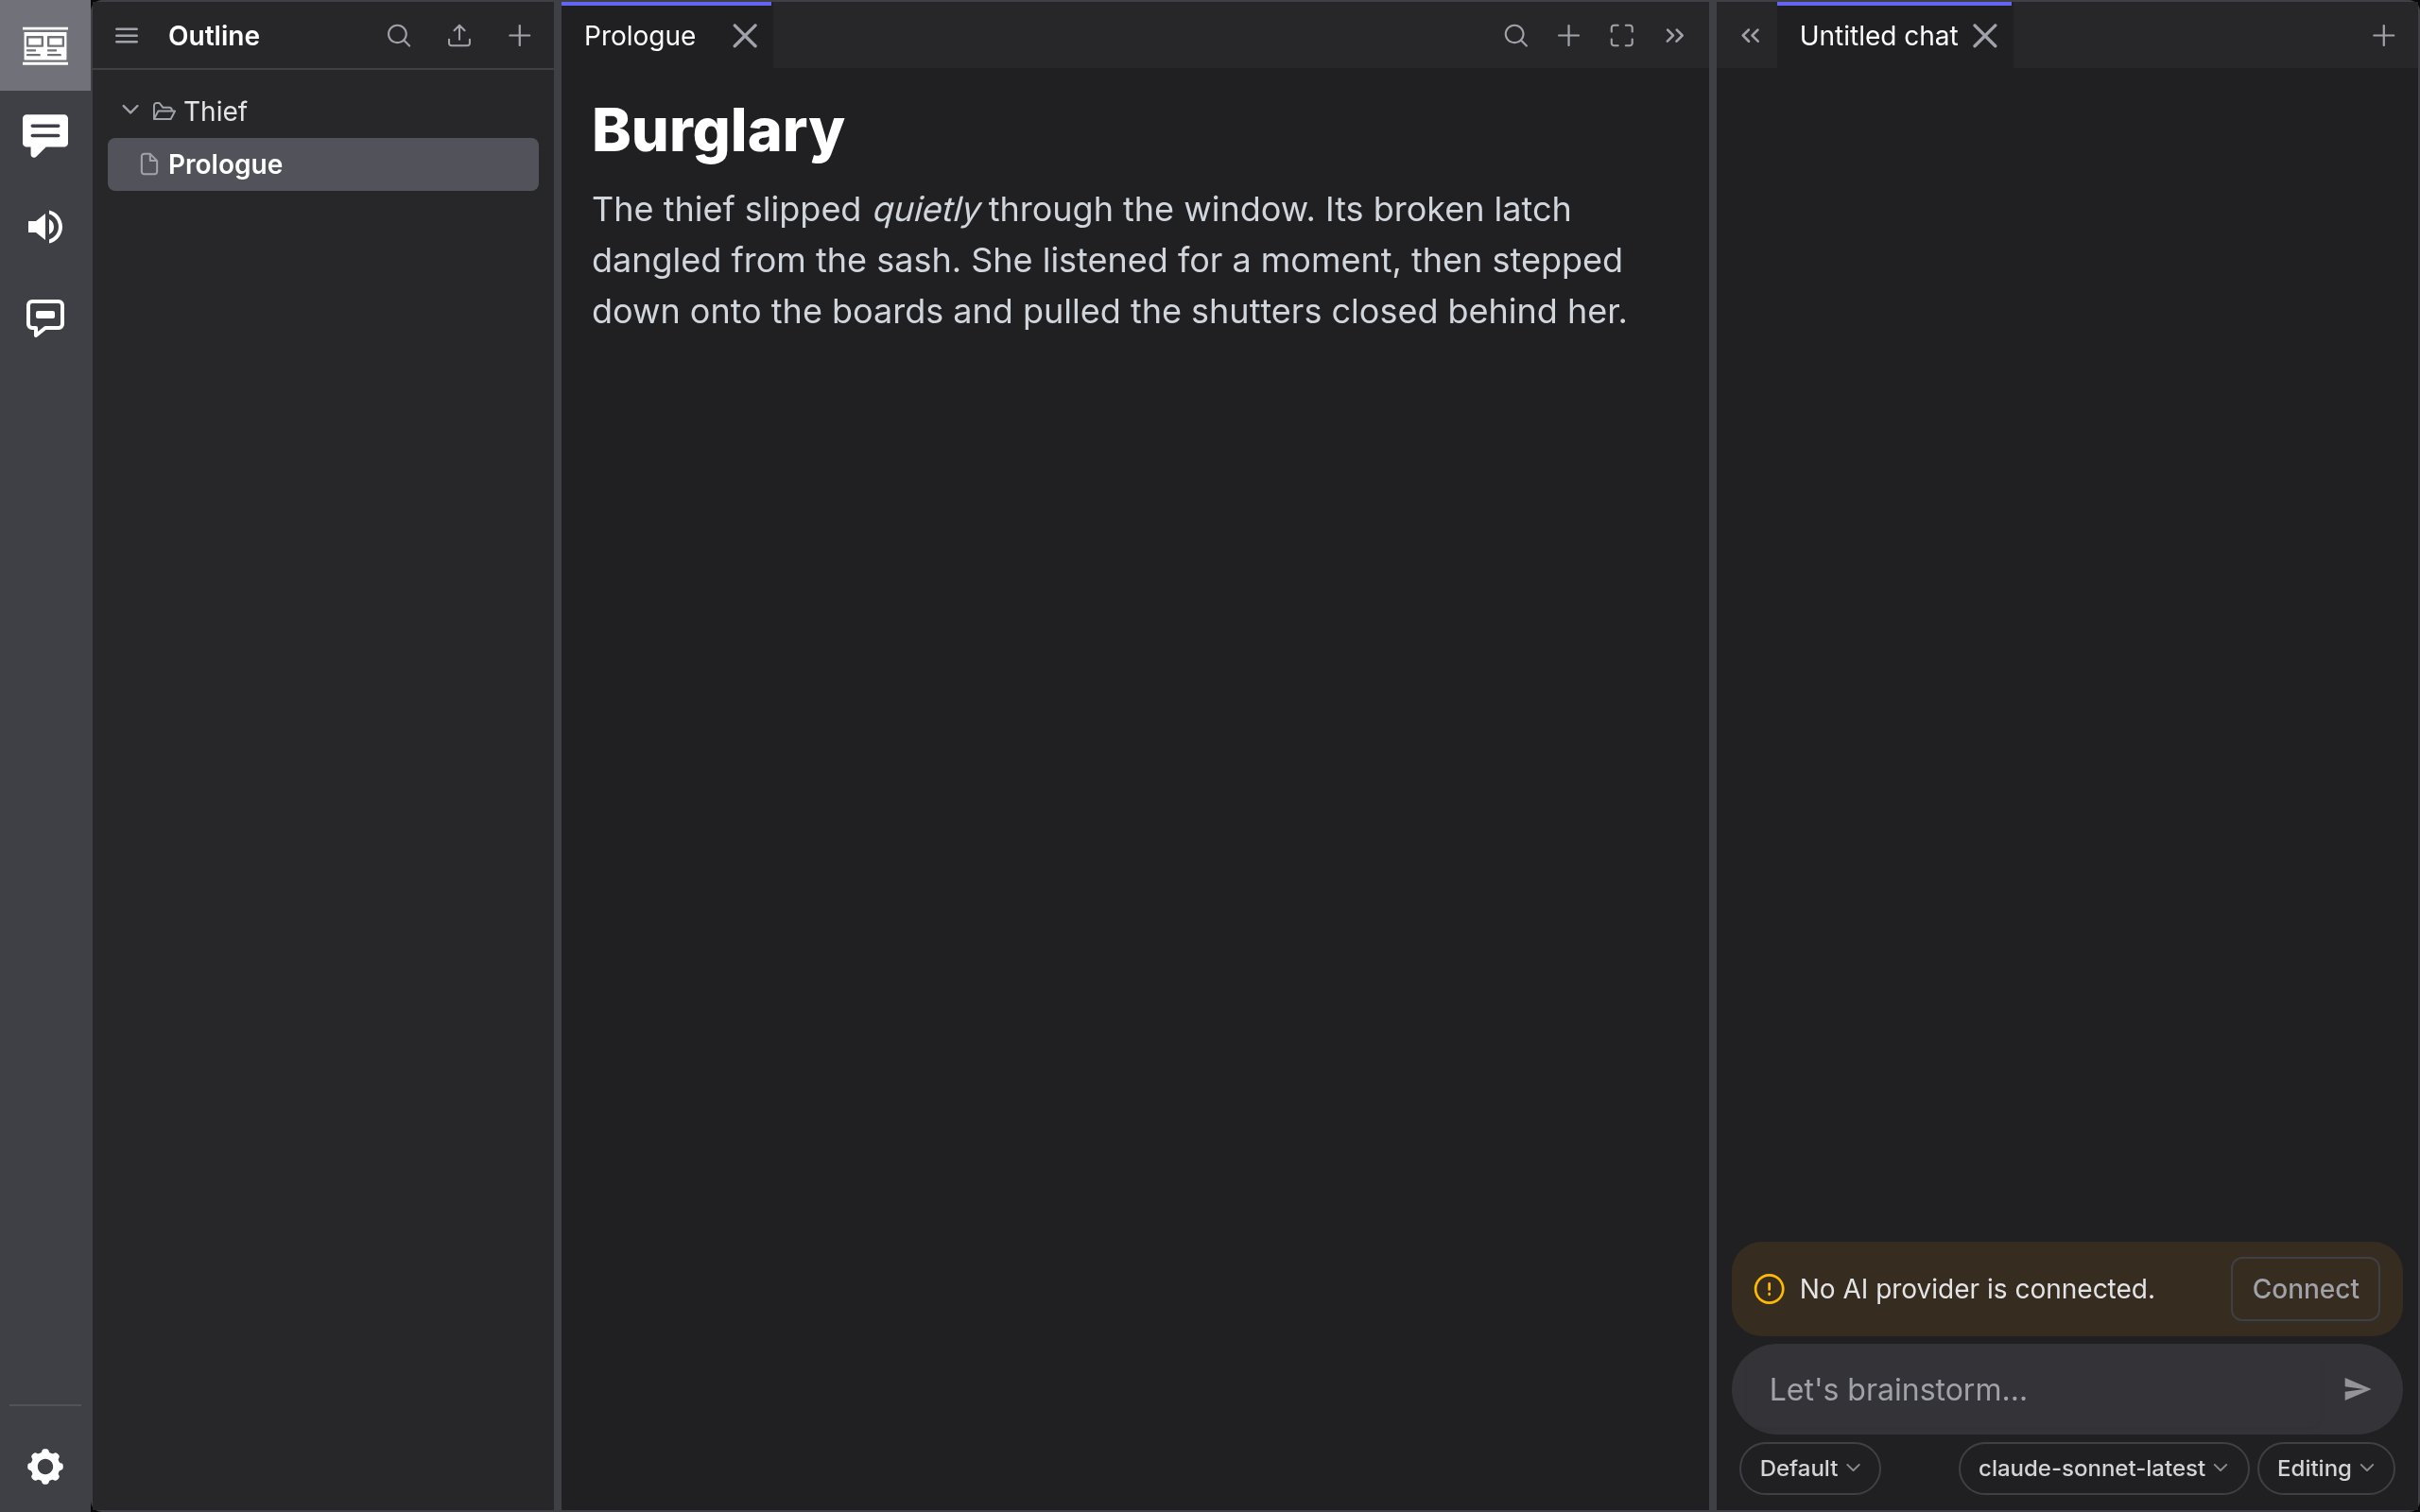 Outline
Thief
Prologue
Prologue
Burglary
The thief slipped quietly through the window. Its broken latch
dangled from the sash. She listened for a moment, then stepped
down onto the boards and pulled the shutters closed behind her.
Untitled chat
No AI provider is connected.
Connect
Let's brainstorm...
Default
claude-sonnet-latest
Editing